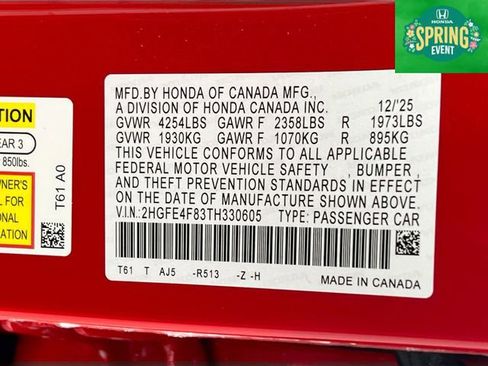 HONDA
SPRING
EVENT
MFD.BY HONDA OF CANADA MFG.,
A DIVISION OF HONDA CANADA INC. 12/'25
GVWR 4254LBS GAWR F 2358LBS R 1973LBS
GVWR 1930KG GAWR F 1070KG R 895KG
THIS VEHICLE CONFORMS TO ALL APPLICABLE
FEDERAL MOTOR VEHICLE SAFETY , BUMPER ,
AND THEFT PREVENTION STANDARDS IN EFFECT
ON THE DATE OF MANUFACTURE SHOWN ABOVE.
V.I.N.:2HGFE4F83TH330605 TYPE: PASSENGER CAR
T61 T AJ5 -R513 -Z -H
MADE IN CANADA
TION
EAR 3
850lbs.
T61 A0
WNER'S
L FOR
ONAL
ATION